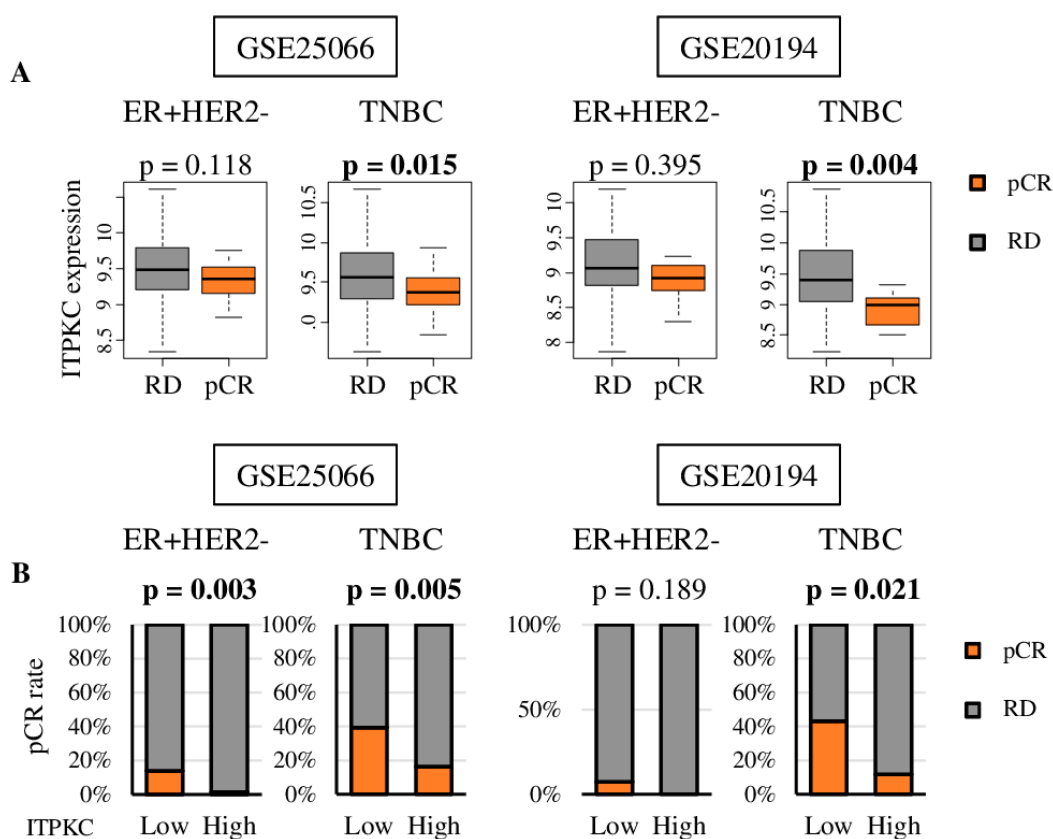 GSE25066 GSE20194
A
ER+HER2- TNBC ER+HER2- TNBC
p = 0.118 p = 0.015 p = 0.395 p = 0.004
ITPKC expression
10.5 10 9.5 9 8.5
10.5 10 9.5 .0
10 9.5 9 8.5 8
10.5 10 9.5 9 8.5
pCR
RD
RD pCR RD pCR RD pCR RD pCR
GSE25066 GSE20194
ER+HER2- TNBC ER+HER2- TNBC
B
p = 0.003 p = 0.005 p = 0.189 p = 0.021
pCR rate
100% 100% 100% 100%
80% 80% 80%
60% 60% 50% 60%
40% 40% 40%
20% 20% 20%
0% 0% 0% 0%
pCR
RD
ITPKC Low High Low High Low High Low High